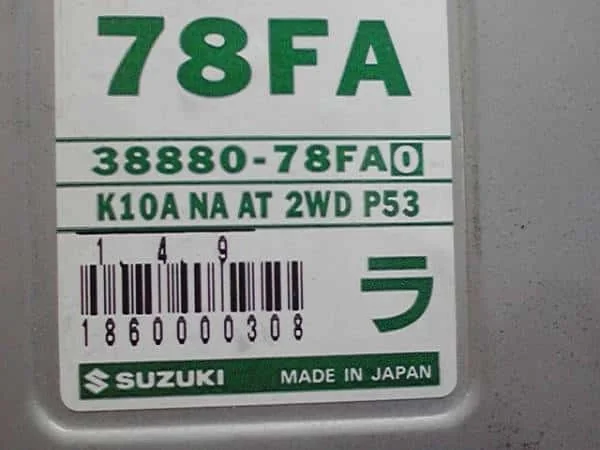 78FA
38880-78FA0
K10A NA AT 2WD P53
1 4 9
ラ
1860000308
SUZUKI MADE IN JAPAN